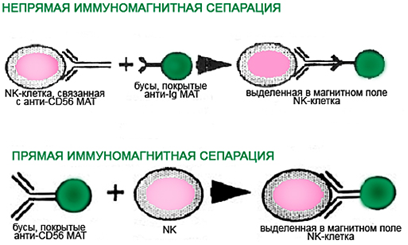 НЕПРЯМАЯ ИММУНОМАГНИТНАЯ СЕПАРАЦИЯ
NK-клетка, связанная
с анти-CD56 МАТ
бусы, покрытые
анти-Ig МАТ
выделенная в магнитном поле
NK-клетка
ПРЯМАЯ ИММУНОМАГНИТНАЯ СЕПАРАЦИЯ
бусы, покрытые
анти-CD56 МАТ
NK
выделенная в магнитном поле
NK-клетка